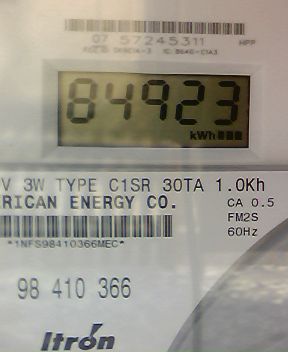 07 57245311 HPP
84923
kWh
V 3W TYPE C1SR 30TA 1.0Kh
RICAN ENERGY CO. CA 0.5
FM2S
*1NFS98410366MEC* 60Hz
98 410 366
Itron